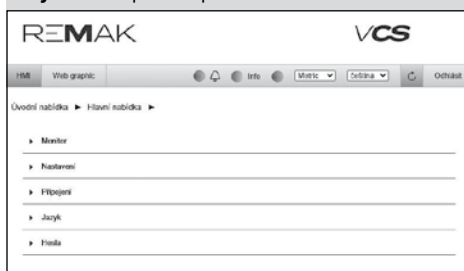 REMAK VCS
HMI Web graphic Info Metric čeština Odhlásit
Úvodní nabídka ► Hlavní nabídka ►
Monitor
Nastavení
Připojení
Jazyk
Hesla